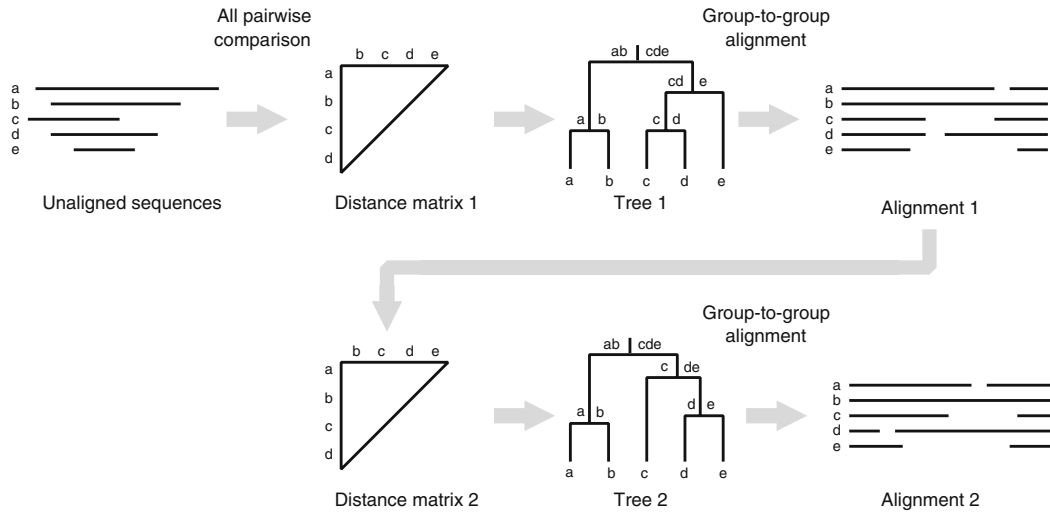 All pairwise
comparison
Group-to-group
alignment
a
b
c
d
e
Unaligned sequences
b c d e
a
b
c
d
Distance matrix 1
ab cde
cd e
a b c d
a b c d e
Tree 1
a
b
c
d
e
Alignment 1
Group-to-group
alignment
b c d e
a
b
c
d
Distance matrix 2
ab cde
c de
a b d e
a b c d e
Tree 2
a
b
c
d
e
Alignment 2